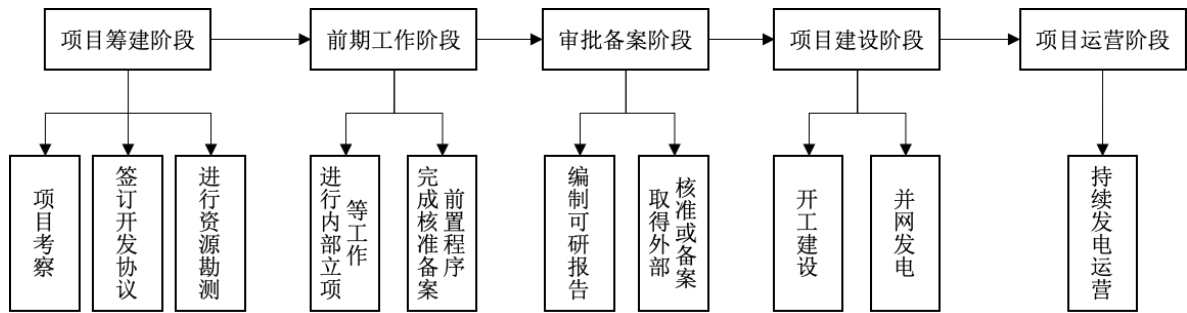 项目筹建阶段
前期工作阶段
审批备案阶段
项目建设阶段
项目运营阶段
项目考察
签订开发协议
进行资源勘测
进行内部立项
等工作
完成核准备案
前置程序
编制可研报告
取得外部
核准或备案
开工建设
并网发电
持续发电运营